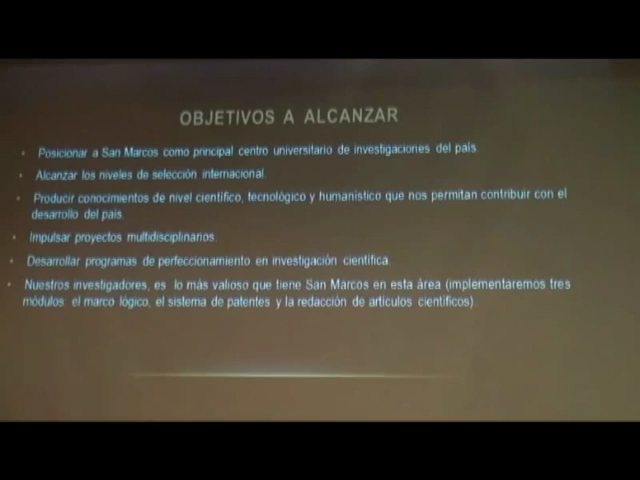 OBJETIVOS A ALCANZAR
• Posicionar a San Marcos como principal centro universitario de investigaciones del país.
• Alcanzar los niveles de selección internacional.
• Producir conocimientos de nivel científico, tecnológico y humanístico que nos permitan contribuir con el
desarrollo del país.
• Impulsar proyectos multidisciplinarios.
• Desarrollar programas de perfeccionamiento en investigación científica.
• Nuestros investigadores, es lo más valioso que tiene San Marcos en esta área (implementaremos tres
módulos: el marco lógico, el sistema de patentes y la redacción de artículos científicos).